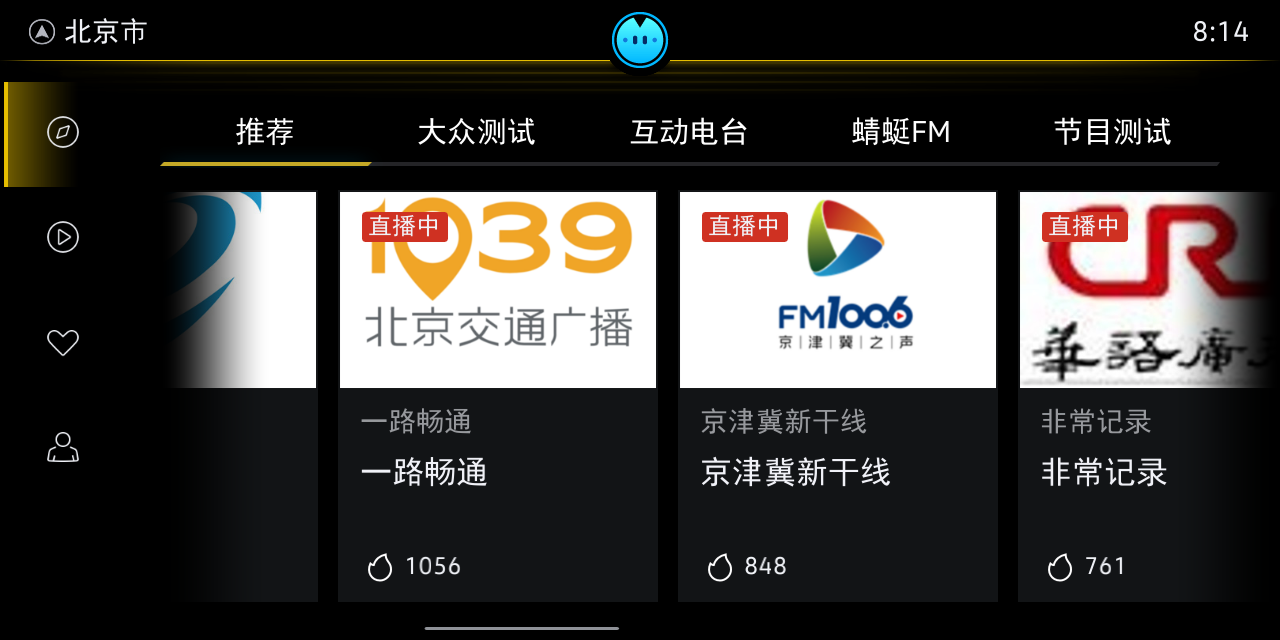 北京市
8:14
推荐
大众测试
互动电台
蜻蜓FM
节目测试
直播中
1039
北京交通广播
一路畅通
一路畅通
1056
直播中
FM100.6
京|津|冀|之|声
京津冀新干线
京津冀新干线
848
直播中
CR
華語廣
非常记录
非常记录
761